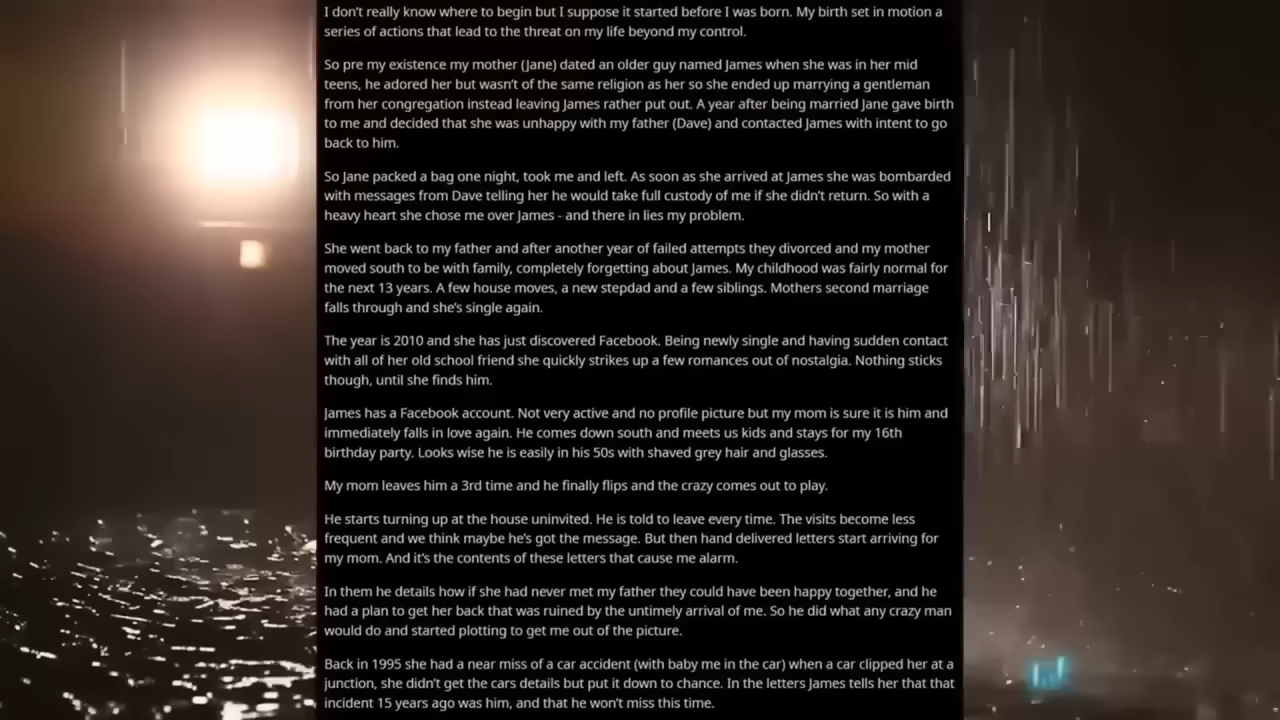 I don't really know where to begin but I suppose it started before I was born. My birth set in motion a
series of actions that lead to the threat on my life beyond my control.
So pre my existence my mother (Jane) dated an older guy named James when she was in her mid
teens, he adored her but wasn't of the same religion as her so she ended up marrying a gentleman
from her congregation instead leaving James rather put out. A year after being married Jane gave birth
to me and decided that she was unhappy with my father (Dave) and contacted James with intent to go
back to him.
So Jane packed a bag one night, took me and left. As soon as she arrived at James she was bombarded
with messages from Dave telling her he would take full custody of me if she didn't return. So with a
heavy heart she chose me over James - and there in lies my problem.
She went back to my father and after another year of failed attempts they divorced and my mother
moved south to be with family, completely forgetting about James. My childhood was fairly normal for
the next 13 years. A few house moves, a new stepdad and a few siblings. Mothers second marriage
falls through and she's single again.
The year is 2010 and she has just discovered Facebook. Being newly single and having sudden contact
with all of her old school friend she quickly strikes up a few romances out of nostalgia. Nothing sticks
though, until she finds him.
James has a Facebook account. Not very active and no profile picture but my mom is sure it is him and
immediately falls in love again. He comes down south and meets us kids and stays for my 16th
birthday party. Looks wise he is easily in his 50s with shaved grey hair and glasses.
My mom leaves him a 3rd time and he finally flips and the crazy comes out to play.
He starts turning up at the house uninvited. He is told to leave every time. The visits become less
frequent and we think maybe he's got the message. But then hand delivered letters start arriving for
my mom. And it's the contents of these letters that cause me alarm.
In them he details how if she had never met my father they could have been happy together, and he
had a plan to get her back that was ruined by the untimely arrival of me. So he did what any crazy man
would do and started plotting to get me out of the picture.
Back in 1995 she had a near miss of a car accident (with baby me in the car) when a car clipped her at a
junction, she didn't get the cars details but put it down to chance. In the letters James tells her that that
incident 15 years ago was him, and that he won't miss this time.